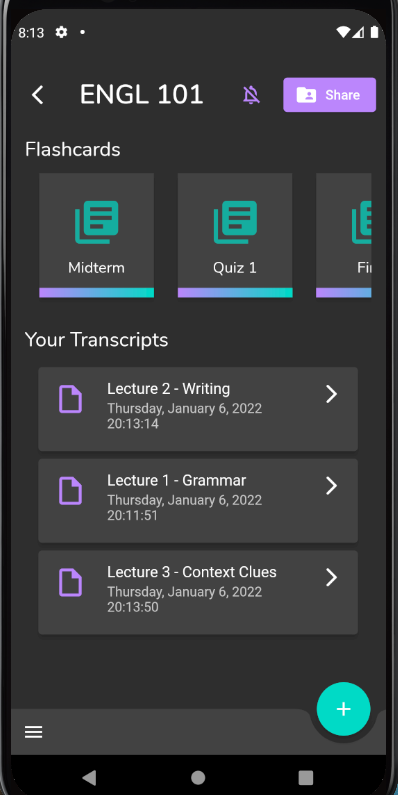 8:13
ENGL 101
Share
Flashcards
Midterm
Quiz 1
Your Transcripts
Lecture 2 - Writing
Thursday, January 6, 2022
20:13:14
Lecture 1 - Grammar
Thursday, January 6, 2022
20:11:51
Lecture 3 - Context Clues
Thursday, January 6, 2022
20:13:50